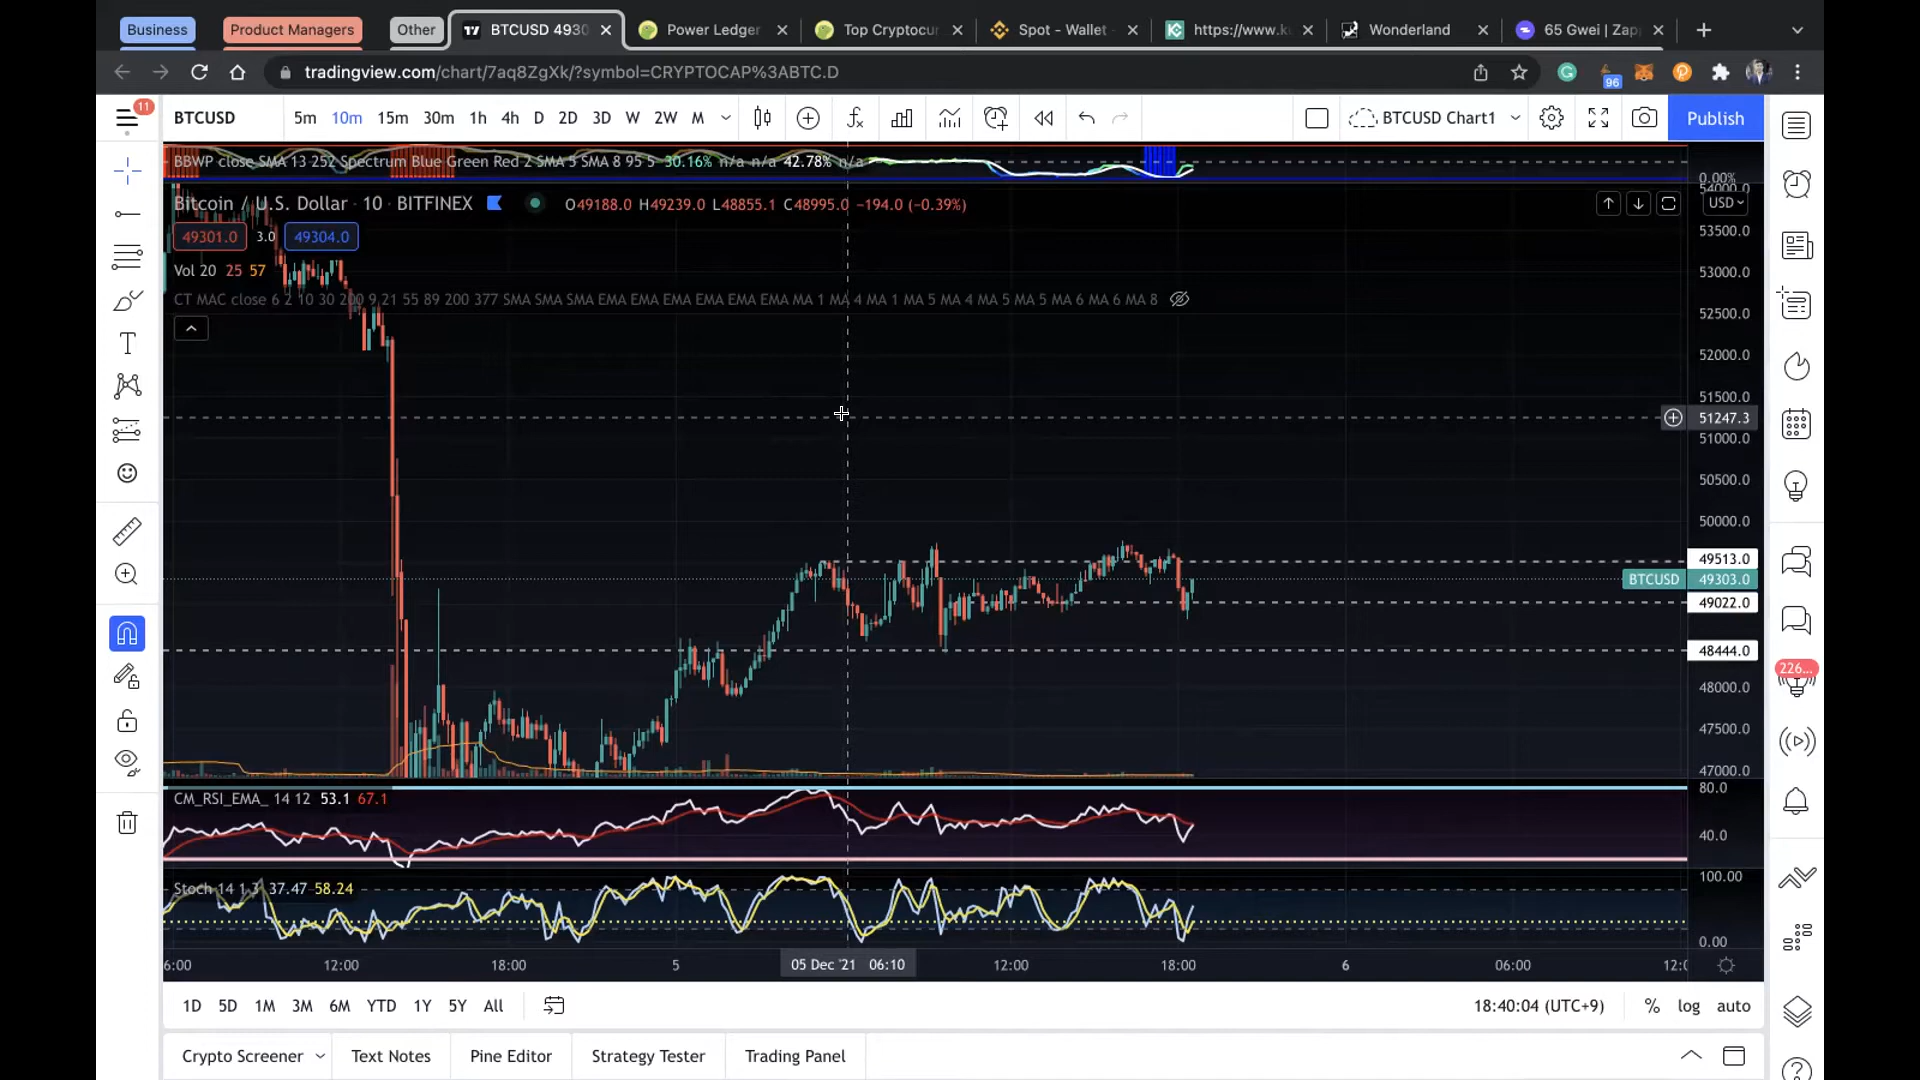 Business Product Managers Other BTCUSD 4930 Power Ledger Top Cryptocur Spot - Wallet https://www.ku Wonderland 65 Gwei | Zapp
tradingview.com/chart/7aq8ZgXk/?symbol=CRYPTOCAP%3ABTC.D 96
11 BTCUSD 5m 10m 15m 30m 1h 4h D 2D 3D W 2W M BTCUSD Chart1 Publish
BBWP close SMA 13 252 Spectrum Blue Green Red 2 SMA 5 SMA 8 95 5 30.16% n/a n/a 42.78% n/a
0.00%
54000.0
Bitcoin / U.S. Dollar · 10 · BITFINEX O49188.0 H49239.0 L48855.1 C48995.0 −194.0 (−0.39%) USD
49301.0 3.0 49304.0
53500.0
Vol 20 25 57
53000.0
CT MAC close 6 2 10 30 200 9 21 55 89 200 377 SMA SMA SMA EMA EMA EMA EMA EMA EMA MA 1 MA 4 MA 1 MA 5 MA 4 MA 5 MA 5 MA 6 MA 6 MA 8
52500.0
52000.0
51500.0
51247.3
51000.0
50500.0
50000.0
49513.0
BTCUSD 49303.0
49022.0
48444.0
226...
48000.0
47500.0
47000.0
CM_RSI_EMA_ 14 12 53.1 67.1
80.0
40.0
Stoch 14 1 3 37.47 58.24
100.00
0.00
6:00 12:00 18:00 5 05 Dec '21 06:10 12:00 18:00 6 06:00 12:0
1D 5D 1M 3M 6M YTD 1Y 5Y All 18:40:04 (UTC+9) % log auto
Crypto Screener Text Notes Pine Editor Strategy Tester Trading Panel